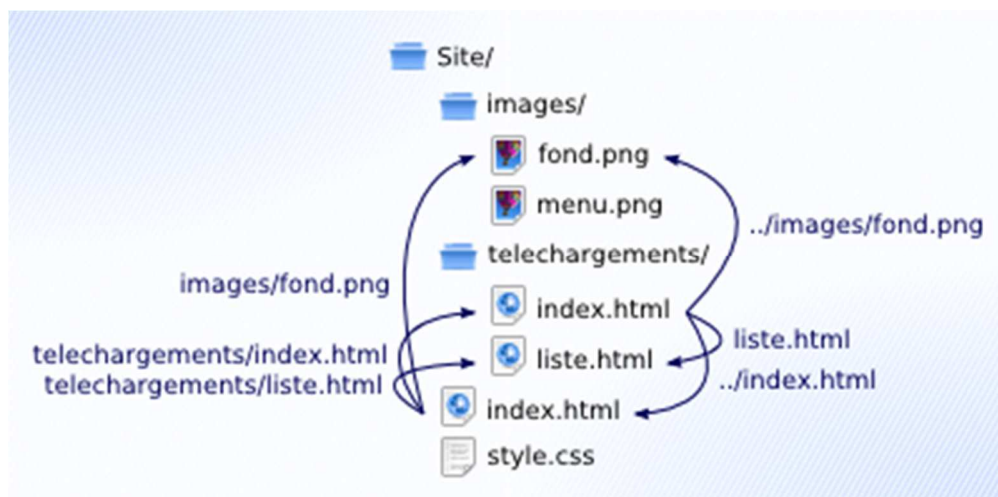 Site/
images/
fond.png
menu.png
../images/fond.png
telechargements/
images/fond.png
index.html
liste.html
telechargements/index.html
liste.html
telechargements/liste.html
../index.html
index.html
style.css